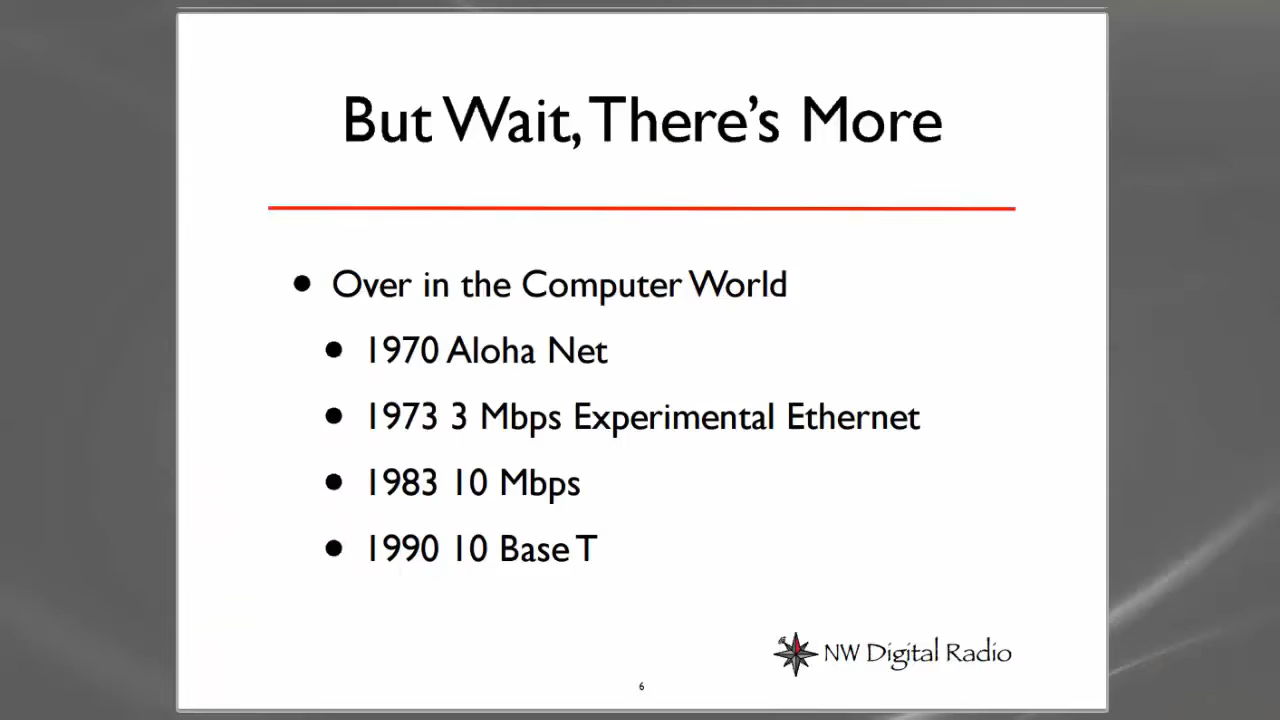 But Wait, There's More
• Over in the Computer World
• 1970 Aloha Net
• 1973 3 Mbps Experimental Ethernet
• 1983 10 Mbps
• 1990 10 Base T
NW Digital Radio
6